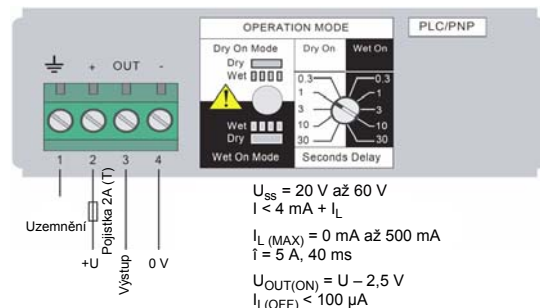 OPERATION MODE
PLC/PNP
Dry On Mode
Dry
Wet
Wet
Dry
Wet On Mode
Dry On
Wet On
0.3
0.3
1
1
3
3
10
10
30
30
Seconds Delay
+ OUT -
1 2 3 4
Uzemnění
Pojistka 2A (T)
+U
Výstup
0 V
Uss = 20 V až 60 V
I < 4 mA + IL
IL (MAX) = 0 mA až 500 mA
î = 5 A, 40 ms
UOUT(ON) = U – 2,5 V
IL(OFF) < 100 µA